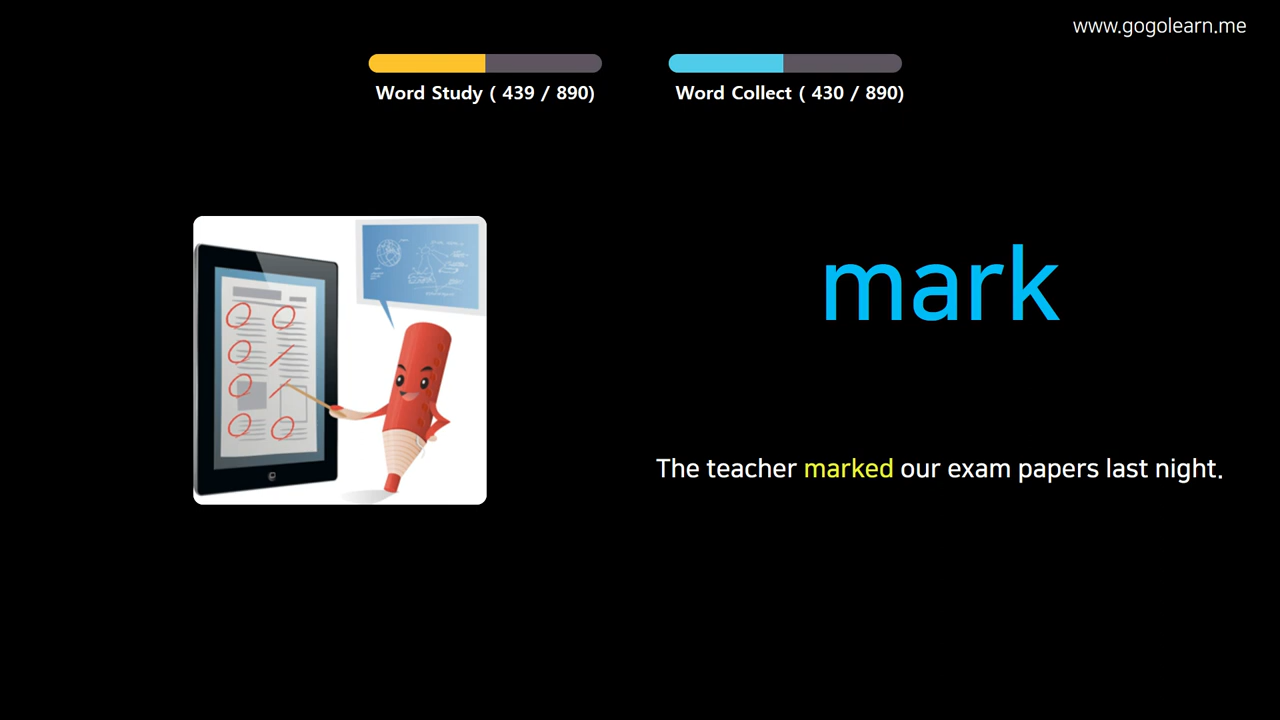 www.gogolearn.me
Word Study ( 439 / 890)
Word Collect ( 430 / 890)
mark
The teacher marked our exam papers last night.